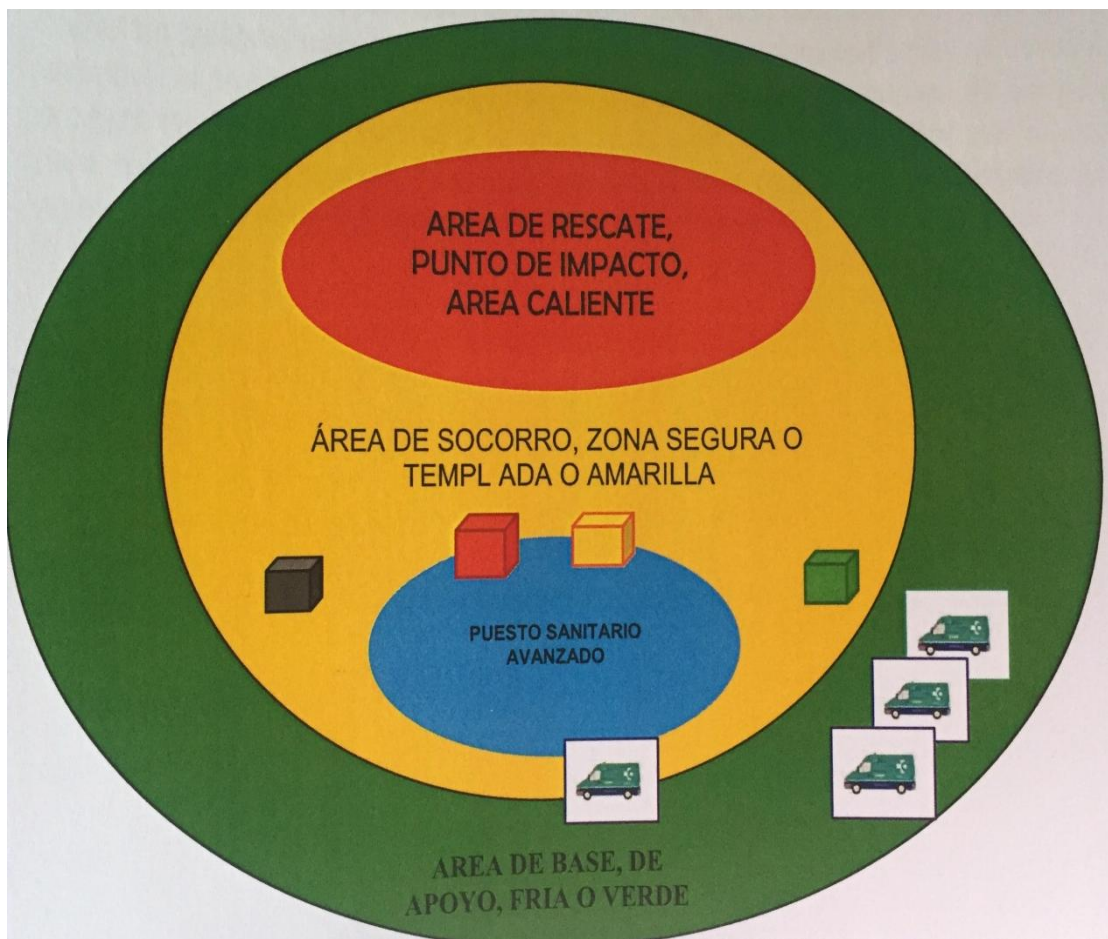 AREA DE RESCATE,
PUNTO DE IMPACTO,
AREA CALIENTE
ÁREA DE SOCORRO, ZONA SEGURA O
TEMPL ADA O AMARILLA
PUESTO SANITARIO
AVANZADO
AREA DE BASE, DE
APOYO, FRIA O VERDE